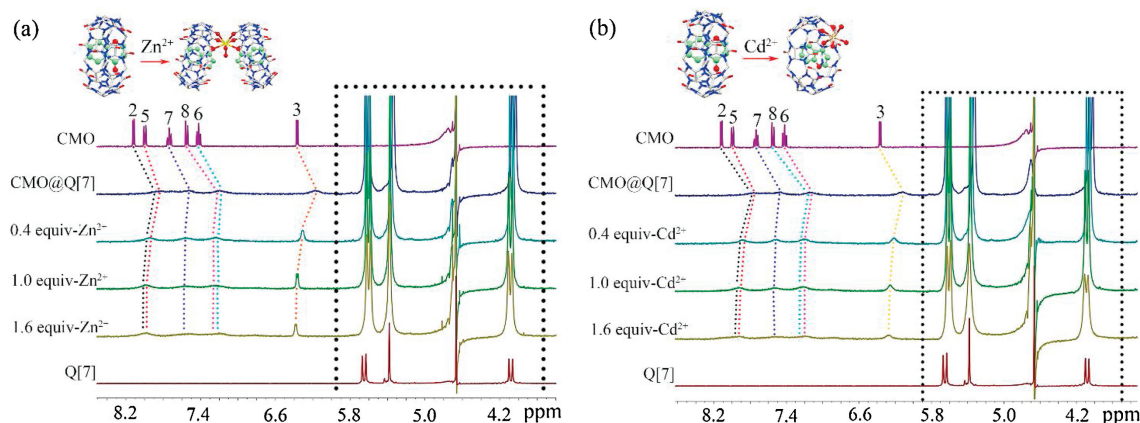 (a)
Zn²⁺
2 5 7 8 6 3
CMO
CMO@Q[7]
0.4 equiv-Zn²⁻
1.0 equiv-Zn²⁺
1.6 equiv-Zn²⁻
Q[7]
8.2 7.4 6.6 5.8 5.0 4.2 ppm
(b)
Cd²⁻
2 5 7 8 6 3
CMO
CMO@Q[7]
0.4 equiv-Cd²⁺
1.0 equiv-Cd²⁺
1.6 equiv-Cd²⁺
Q[7]
8.2 7.4 6.6 5.8 5.0 4.2 ppm